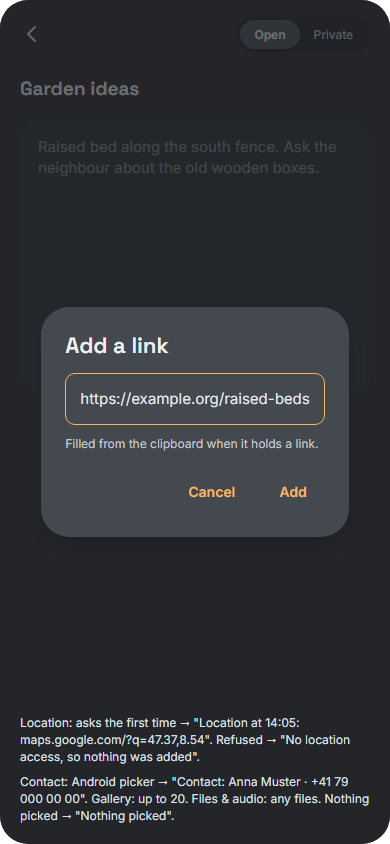 Open Private
Garden ideas
Raised bed along the south fence. Ask the
neighbour about the old wooden boxes.
Add a link
https://example.org/raised-beds
Filled from the clipboard when it holds a link.
Cancel Add
Location: asks the first time → "Location at 14:05:
maps.google.com/?q=47.37,8.54". Refused → "No location
access, so nothing was added".
Contact: Android picker → "Contact: Anna Muster · +41 79
000 00 00". Gallery: up to 20. Files & audio: any files. Nothing
picked → "Nothing picked".